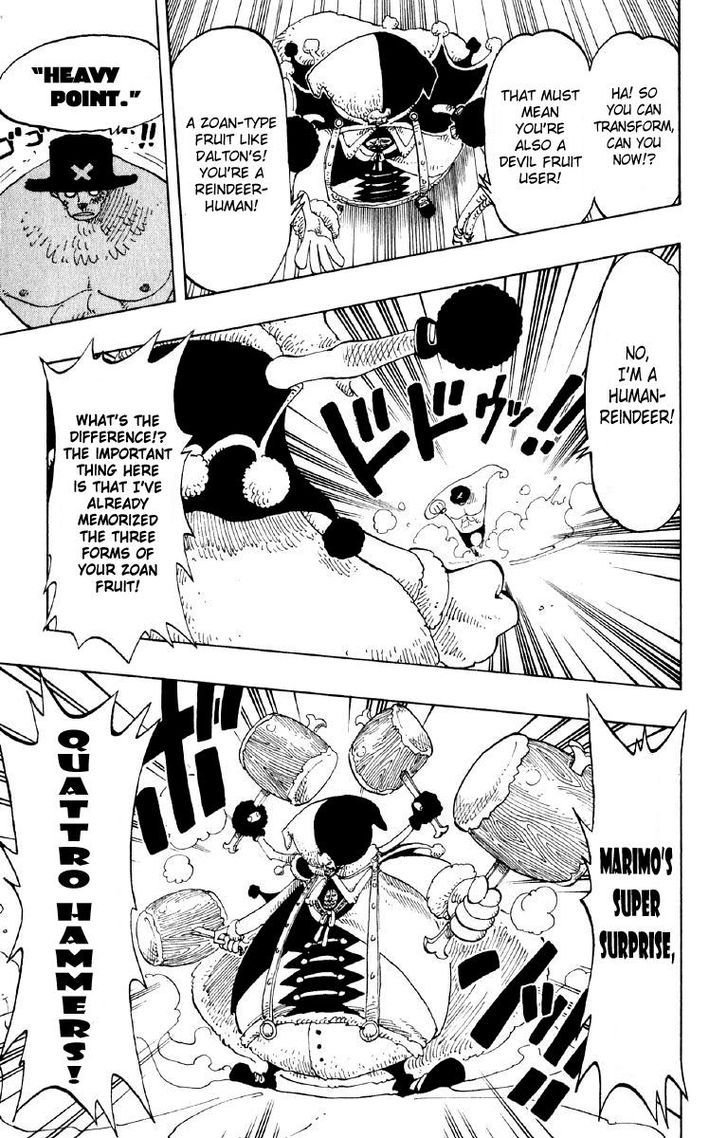 HA! SO
YOU CAN
TRANSFORM,
CAN YOU
NOW!?
THAT MUST
MEAN
YOU'RE
ALSO A
DEVIL FRUIT
USER!
A ZOAN-TYPE
FRUIT LIKE
DALTON'S!
YOU'RE A
REINDEER-
HUMAN!
"HEAVY
POINT."
ゴゴ!!
NO,
I'M A
HUMAN-
REINDEER!
ドドウッ!!
WHAT'S THE
DIFFERENCE!?
THE IMPORTANT
THING HERE
IS THAT I'VE
ALREADY
MEMORIZED
THE THREE
FORMS OF
YOUR ZOAN
FRUIT!
MARIMO'S
SUPER
SURPRISE,
QUATTRO HAMMERS!